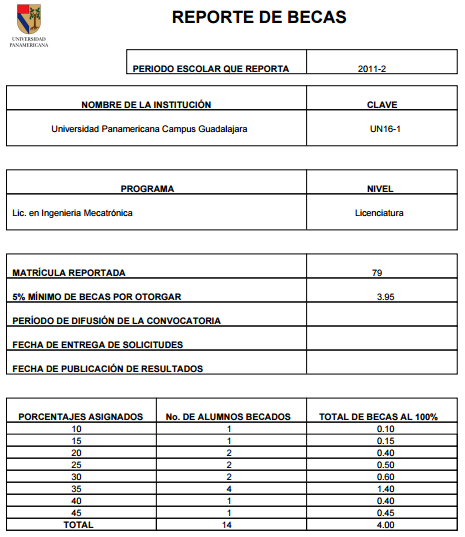 REPORTE DE BECAS
UNIVERSIDAD
PANAMERICANA
PERIODO ESCOLAR QUE REPORTA 2011-2
NOMBRE DE LA INSTITUCIÓN CLAVE
Universidad Panamericana Campus Guadalajara UN16-1
PROGRAMA NIVEL
Lic. en Ingenieria Mecatrónica Licenciatura
MATRÍCULA REPORTADA 79
5% MÍNIMO DE BECAS POR OTORGAR 3.95
PERÍODO DE DIFUSIÓN DE LA CONVOCATORIA
FECHA DE ENTREGA DE SOLICITUDES
FECHA DE PUBLICACIÓN DE RESULTADOS
PORCENTAJES ASIGNADOS No. DE ALUMNOS BECADOS TOTAL DE BECAS AL 100%
10 1 0.10
15 1 0.15
20 2 0.40
25 2 0.50
30 2 0.60
35 4 1.40
40 1 0.40
45 1 0.45
TOTAL 14 4.00